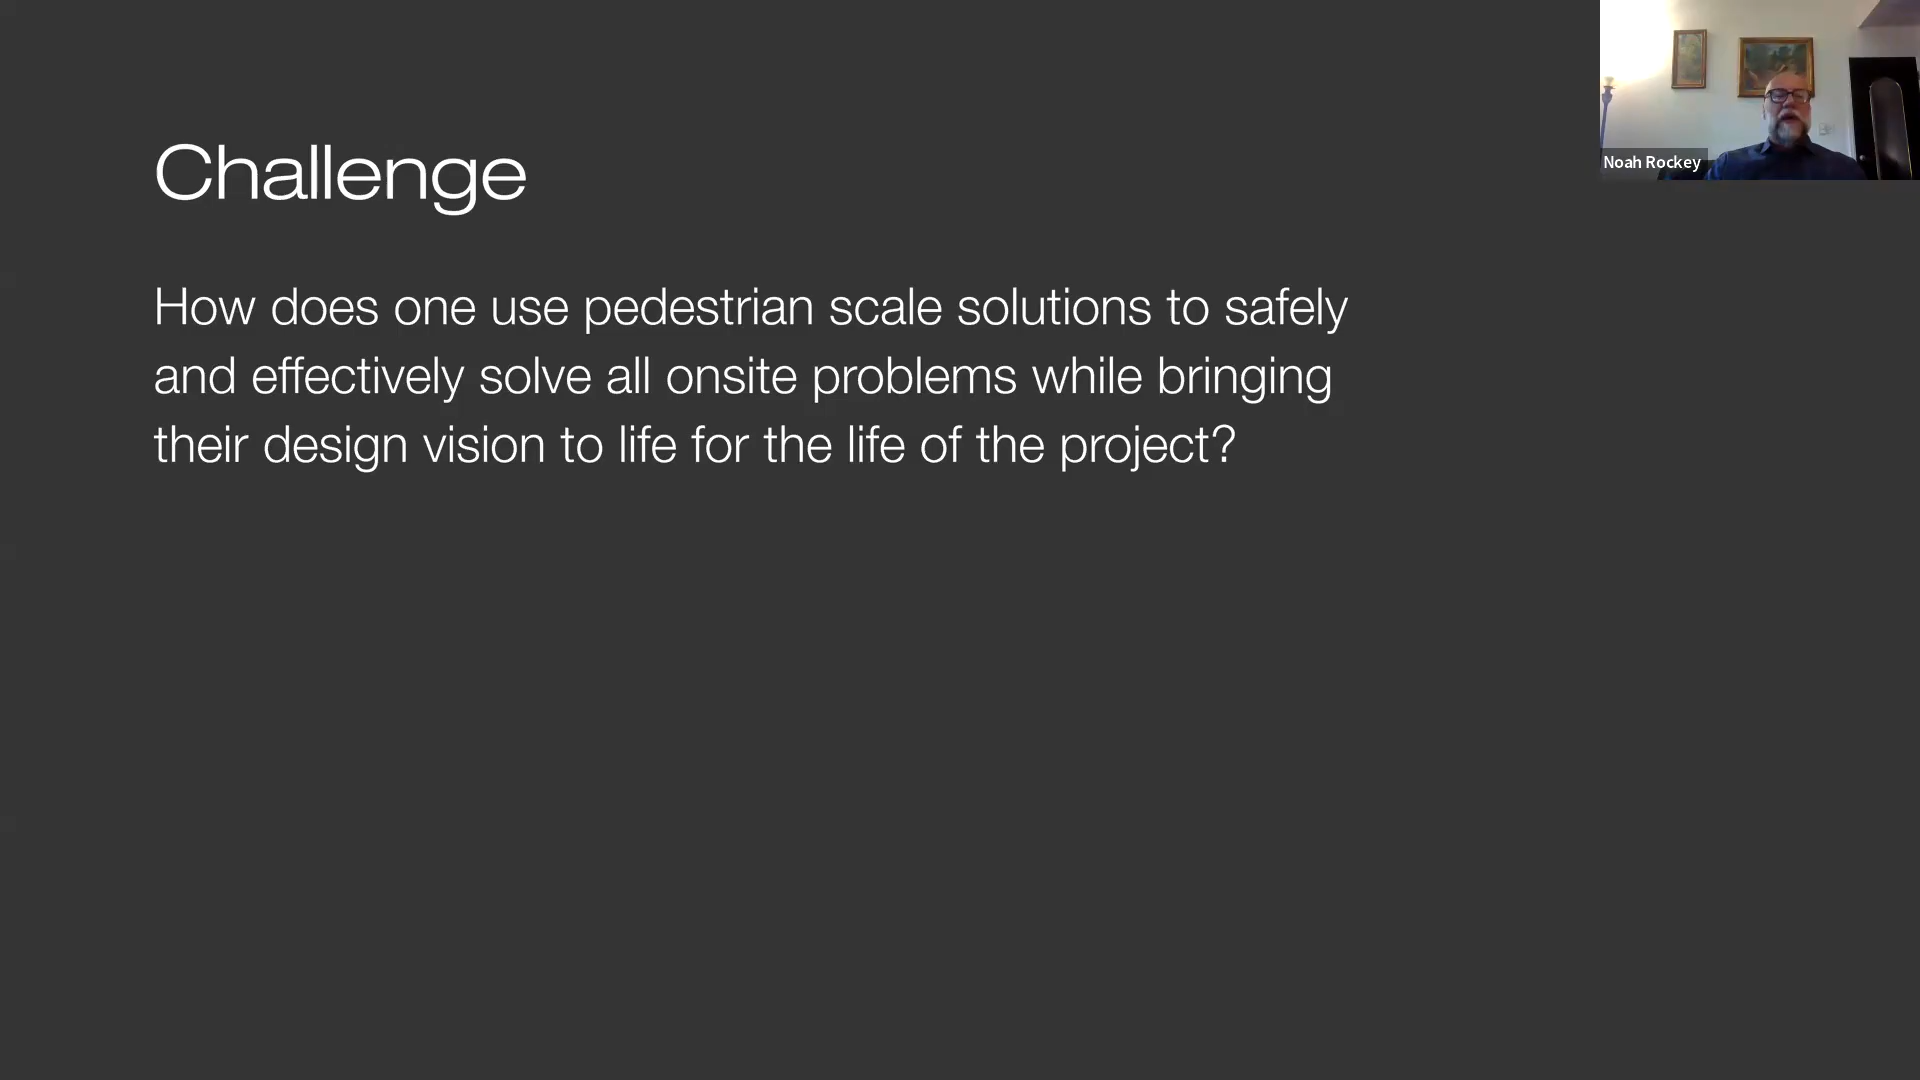 Challenge
How does one use pedestrian scale solutions to safely
and effectively solve all onsite problems while bringing
their design vision to life for the life of the project?
Noah Rockey